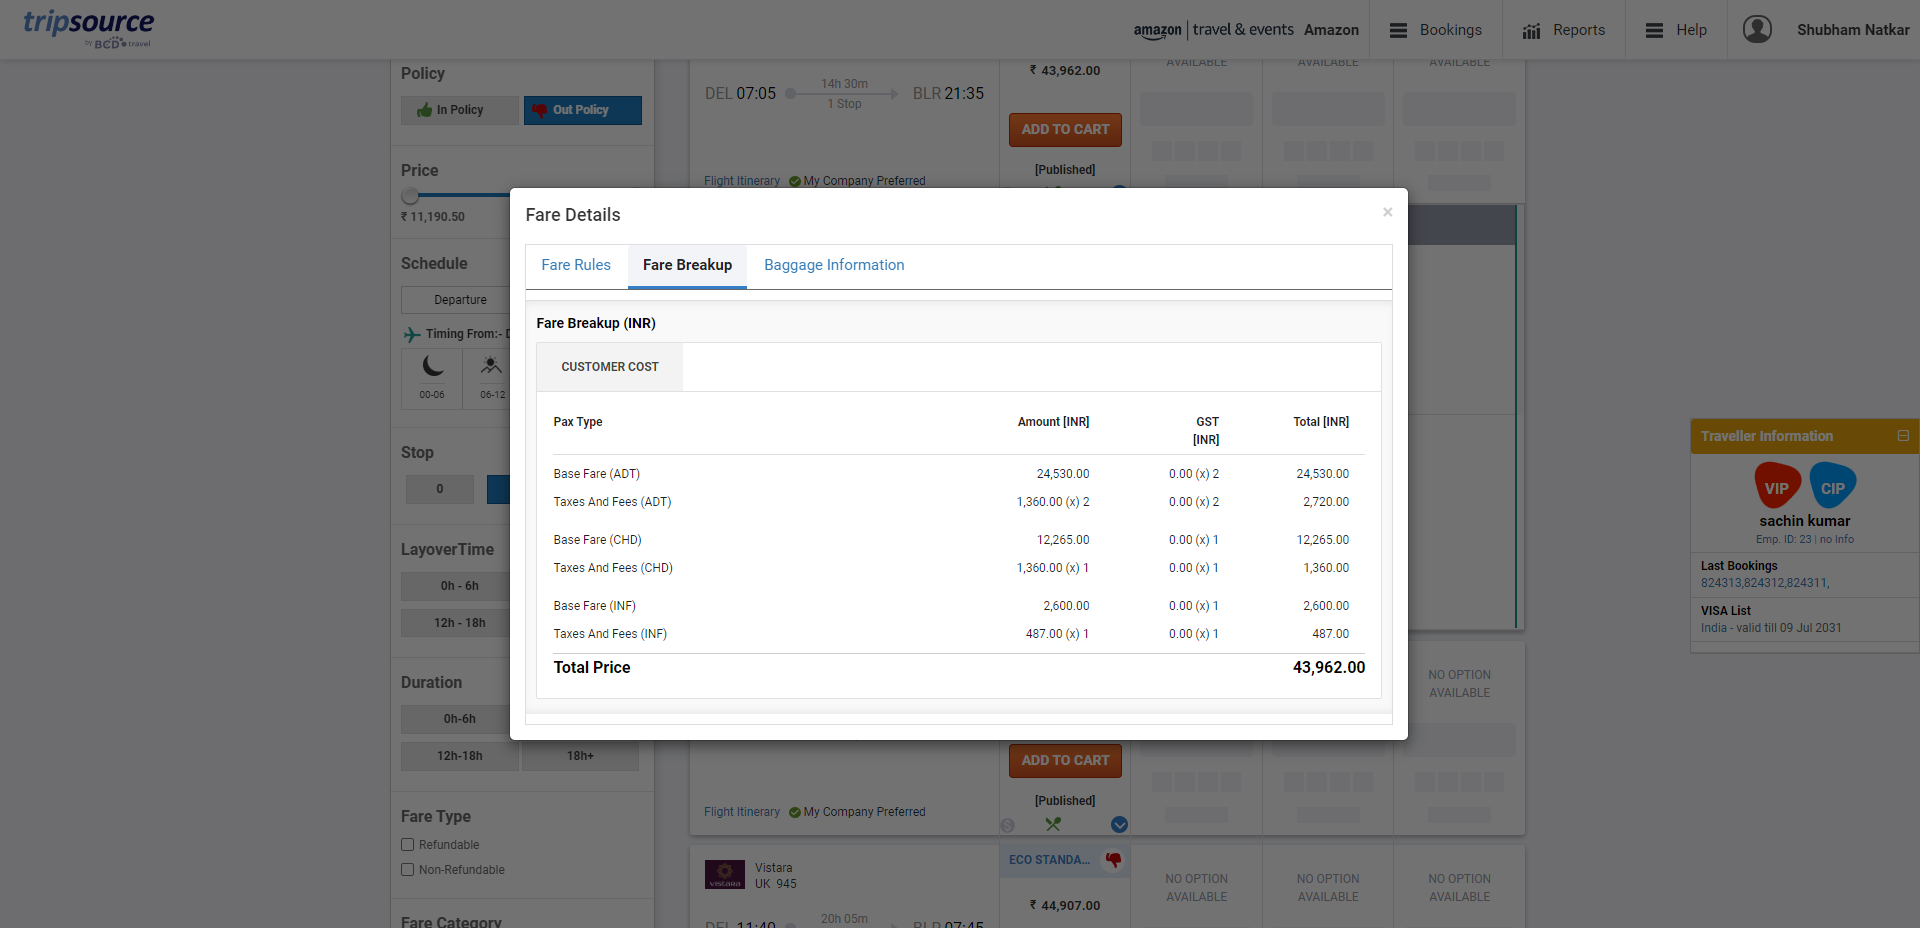 tripsource
by BCD travel
amazon | travel & events Amazon
Bookings
Reports
Help
Shubham Natkar
Policy
In Policy
Out Policy
Price
₹ 11,190.50
Schedule
Departure
Timing From:-
00-06
06-12
Stop
0
LayoverTime
0h - 6h
12h - 18h
Duration
0h-6h
12h-18h
18h+
Fare Type
Refundable
Non-Refundable
Fare Category
DEL 07:05
14h 30m
1 Stop
BLR 21:35
Flight Itinerary
My Company Preferred
₹ 43,962.00
ADD TO CART
[Published]
AVAILABLE
AVAILABLE
AVAILABLE
Fare Details
×
Fare Rules
Fare Breakup
Baggage Information
Fare Breakup (INR)
CUSTOMER COST
Pax Type Amount [INR] GST [INR] Total [INR]
Base Fare (ADT) 24,530.00 0.00 (x) 2 24,530.00
Taxes And Fees (ADT) 1,360.00 (x) 2 0.00 (x) 2 2,720.00
Base Fare (CHD) 12,265.00 0.00 (x) 1 12,265.00
Taxes And Fees (CHD) 1,360.00 (x) 1 0.00 (x) 1 1,360.00
Base Fare (INF) 2,600.00 0.00 (x) 1 2,600.00
Taxes And Fees (INF) 487.00 (x) 1 0.00 (x) 1 487.00
Total Price 43,962.00
Traveller Information
VIP
CIP
sachin kumar
Emp. ID: 23 | no Info
Last Bookings
824313,824312,824311,
VISA List
India - valid till 09 Jul 2031
NO OPTION
AVAILABLE
ADD TO CART
[Published]
Flight Itinerary
My Company Preferred
VISTARA
Vistara
UK 945
ECO STANDA...
₹ 44,907.00
NO OPTION
AVAILABLE
NO OPTION
AVAILABLE
NO OPTION
AVAILABLE
DEL 11:40
20h 05m
BLR 07:45